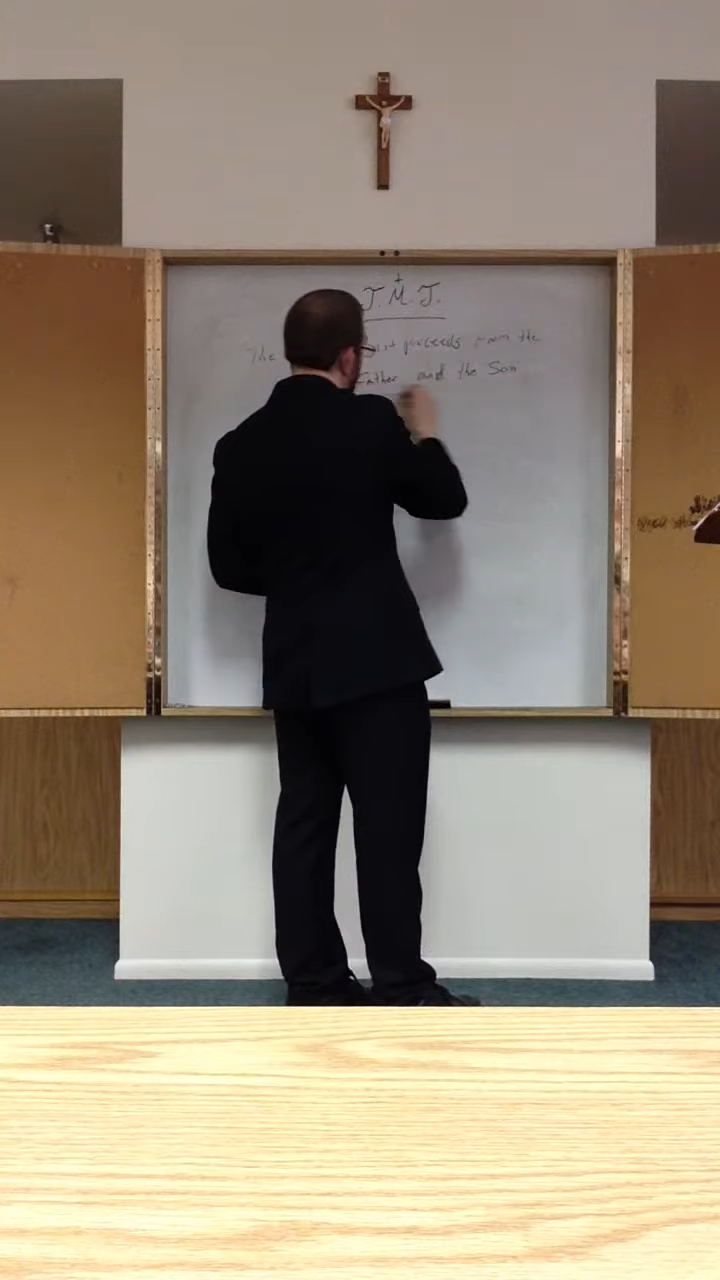 J.M.J.
The proceeds from the
Father and the Son